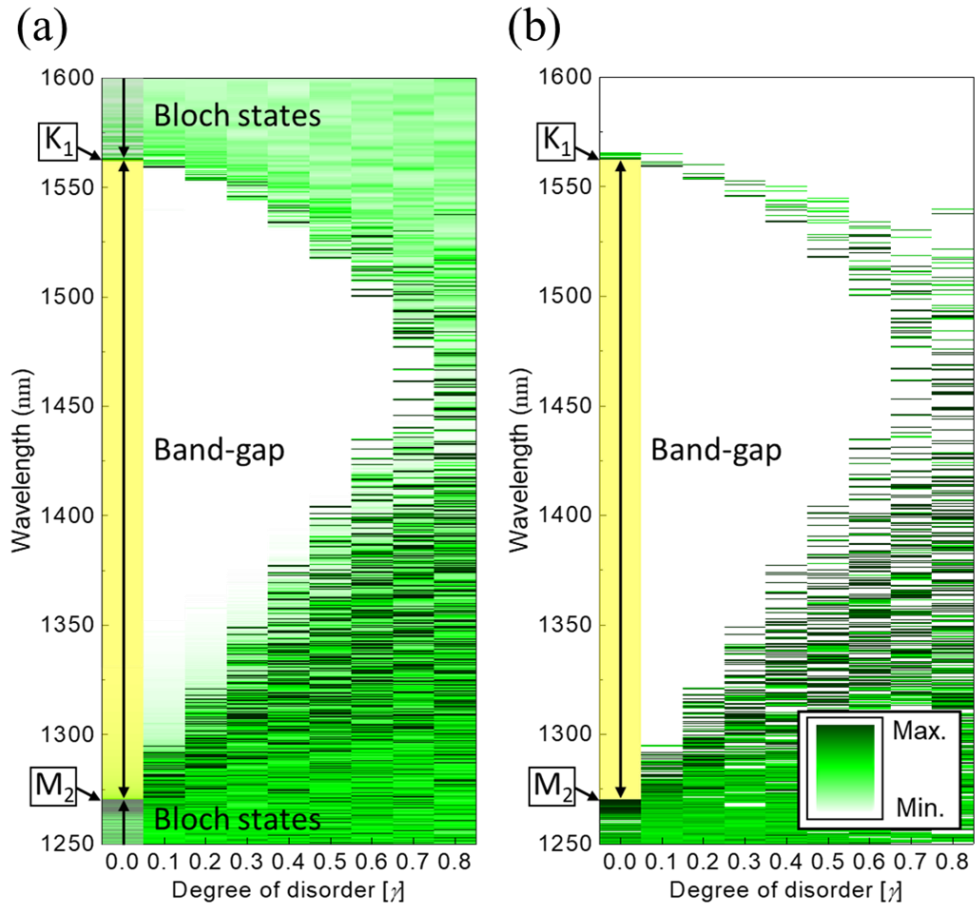 (a)
1600
1550
1500
1450
1400
1350
1300
1250
Wavelength (nm)
K1
M2
Bloch states
Band-gap
Bloch states
0.0 0.1 0.2 0.3 0.4 0.5 0.6 0.7 0.8
Degree of disorder [γ]
(b)
1600
1550
1500
1450
1400
1350
1300
1250
Wavelength (nm)
K1
M2
Band-gap
Max.
Min.
0.0 0.1 0.2 0.3 0.4 0.5 0.6 0.7 0.8
Degree of disorder [γ]